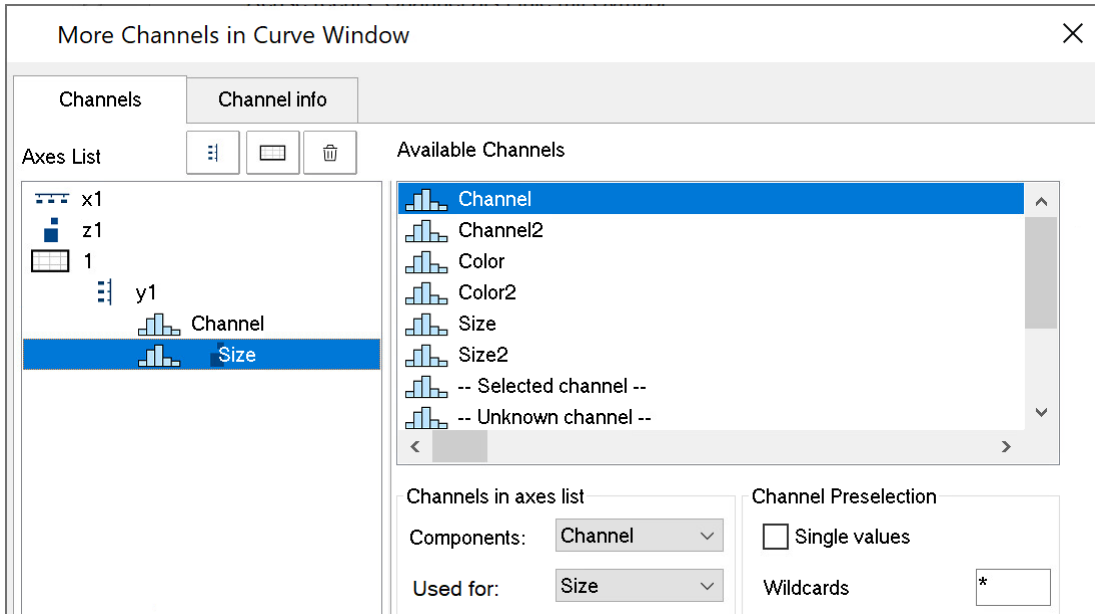 More Channels in Curve Window
Channels
Channel info
Axes List
x1
z1
1
y1
Channel
Size
Available Channels
Channel
Channel2
Color
Color2
Size
Size2
-- Selected channel --
-- Unknown channel --
Channels in axes list
Components: Channel
Used for: Size
Channel Preselection
Single values
Wildcards *